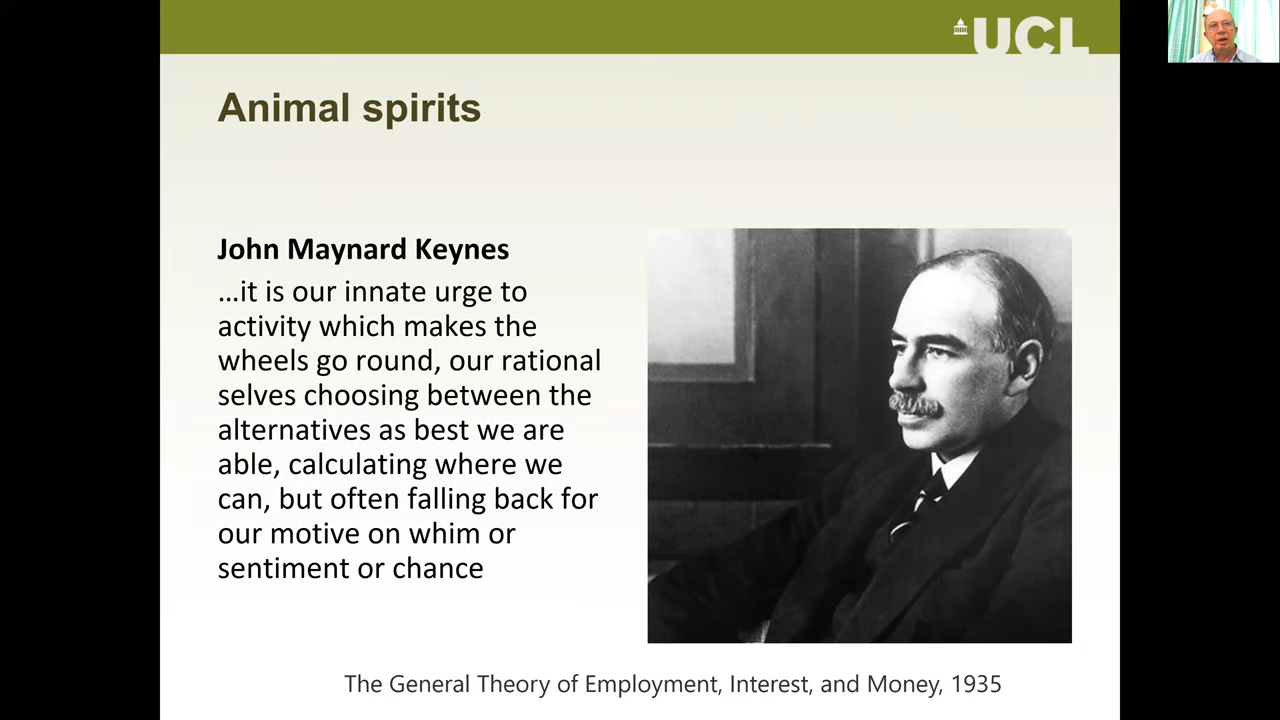 UCL
Animal spirits
John Maynard Keynes
…it is our innate urge to
activity which makes the
wheels go round, our rational
selves choosing between the
alternatives as best we are
able, calculating where we
can, but often falling back for
our motive on whim or
sentiment or chance
The General Theory of Employment, Interest, and Money, 1935